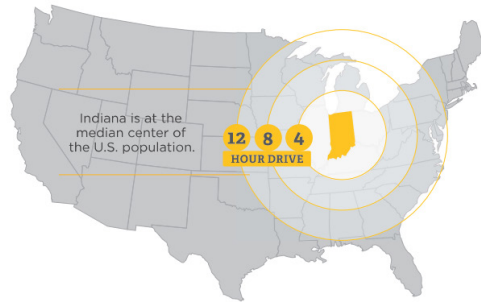 Indiana is at the
median center of
the U.S. population.
12 8 4
HOUR DRIVE